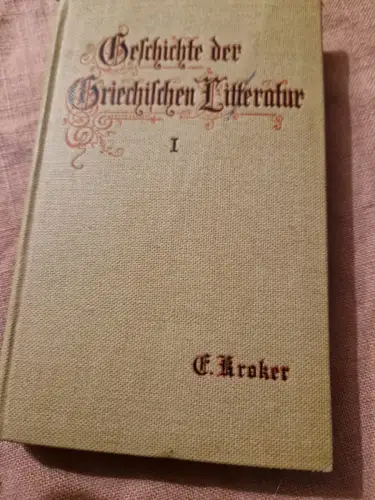 Geschichte der
Griechischen Litteratur
I
E. Kroker